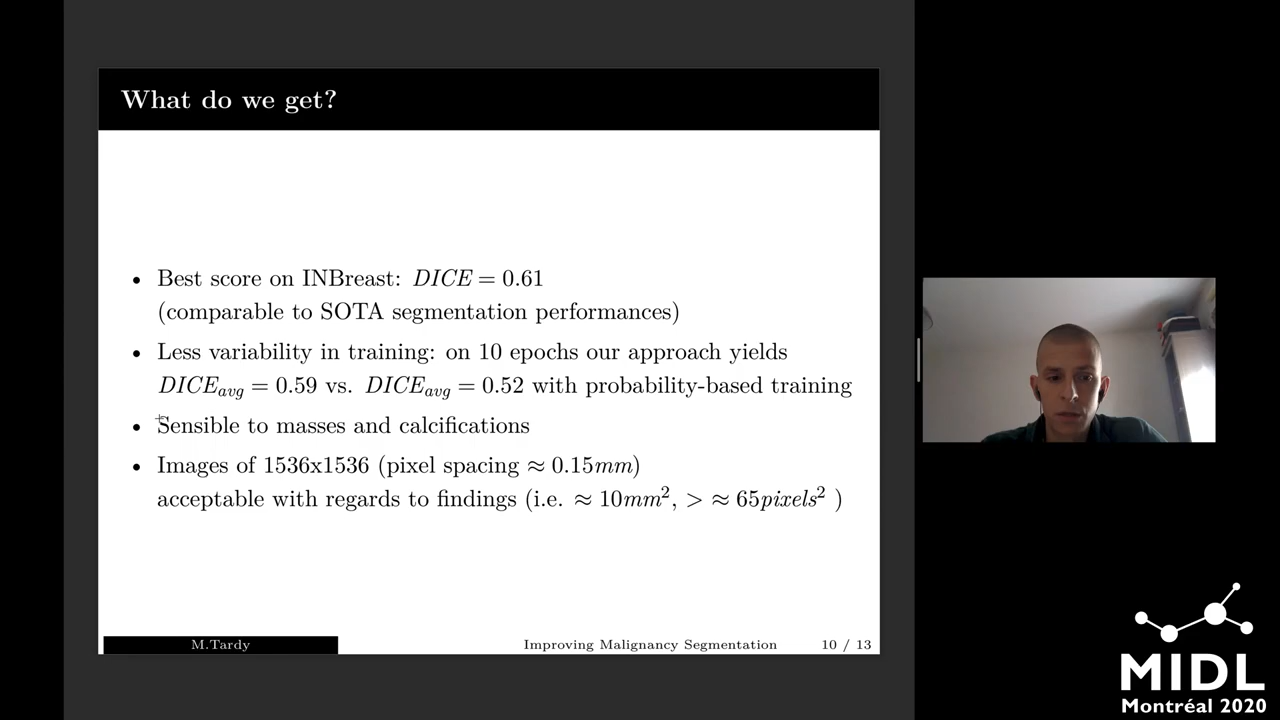 What do we get?
• Best score on INBreast: DICE = 0.61
(comparable to SOTA segmentation performances)
• Less variability in training: on 10 epochs our approach yields
DICE_avg = 0.59 vs. DICE_avg = 0.52 with probability-based training
• Sensible to masses and calcifications
• Images of 1536x1536 (pixel spacing ≈ 0.15mm)
acceptable with regards to findings (i.e. ≈ 10mm², > ≈ 65pixels² )
M.Tardy
Improving Malignancy Segmentation
10 / 13
MIDL
Montréal 2020